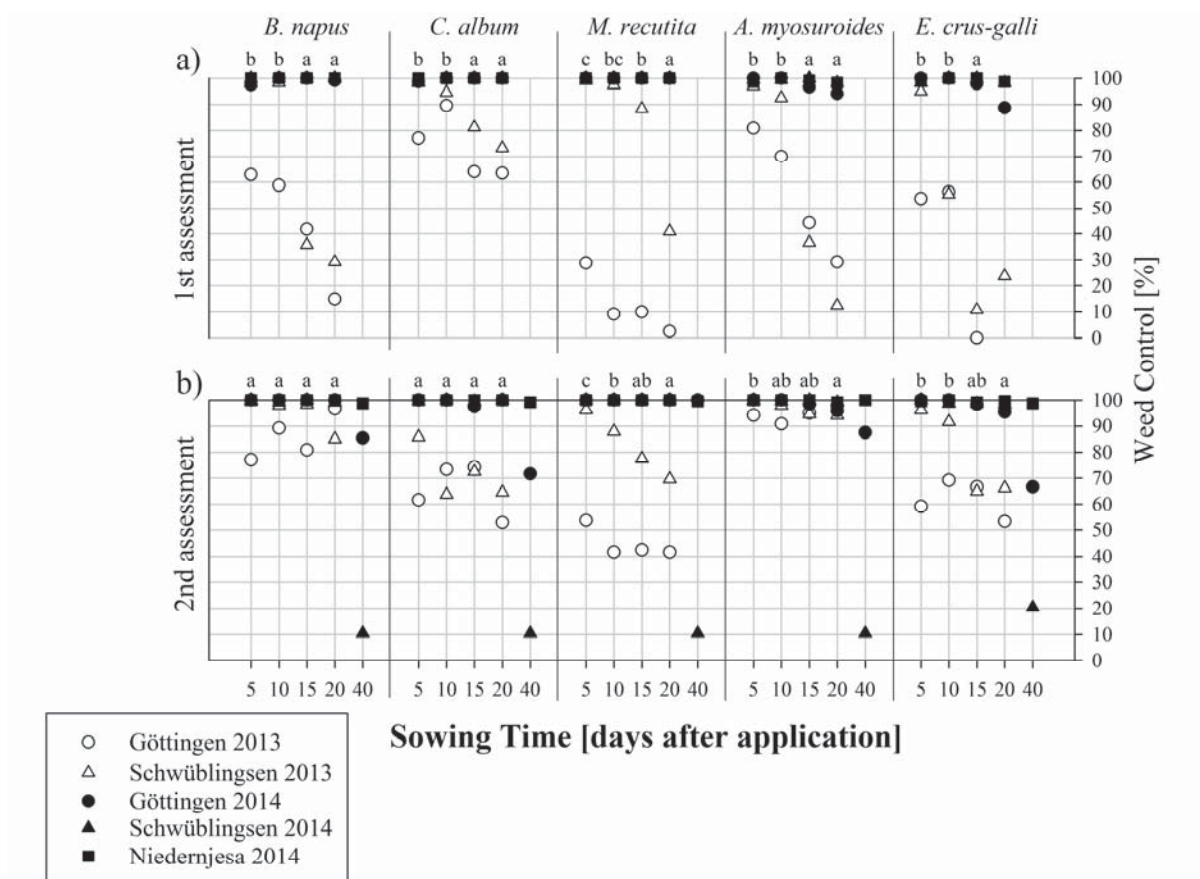 B. napus C. album M. recutita A. myosuroides E. crus-galli
a)
b b a a b b a a c bc b a b b a a b b a
1st assessment
100
90
80
70
60
50
40
30
20
10
0
Weed Control [%]
b)
a a a a a a a a c b ab a b ab ab a b b ab a
2nd assessment
100
90
80
70
60
50
40
30
20
10
0
5 10 15 20 40 5 10 15 20 40 5 10 15 20 40 5 10 15 20 40 5 10 15 20 40
Sowing Time [days after application]
Göttingen 2013
Schwüblingsen 2013
Göttingen 2014
Schwüblingsen 2014
Niedernjesa 2014